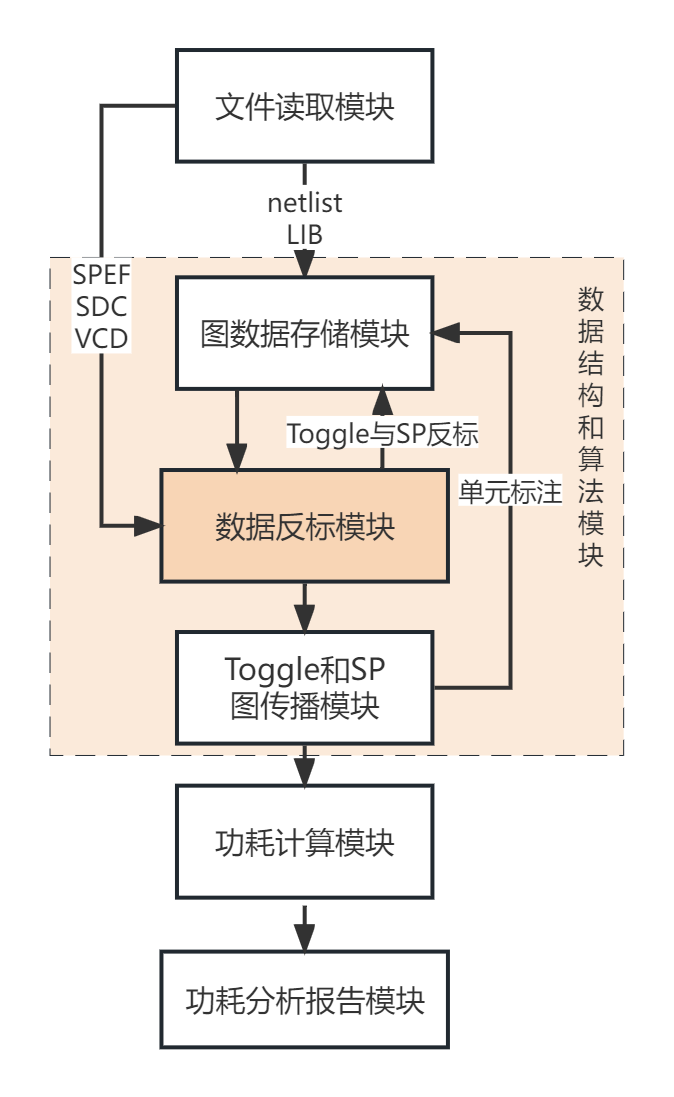 文件读取模块
netlist
LIB
SPEF
SDC
VCD
图数据存储模块
数据结构和算法模块
Toggle与SP反标
单元标注
数据反标模块
Toggle和SP
图传播模块
功耗计算模块
功耗分析报告模块